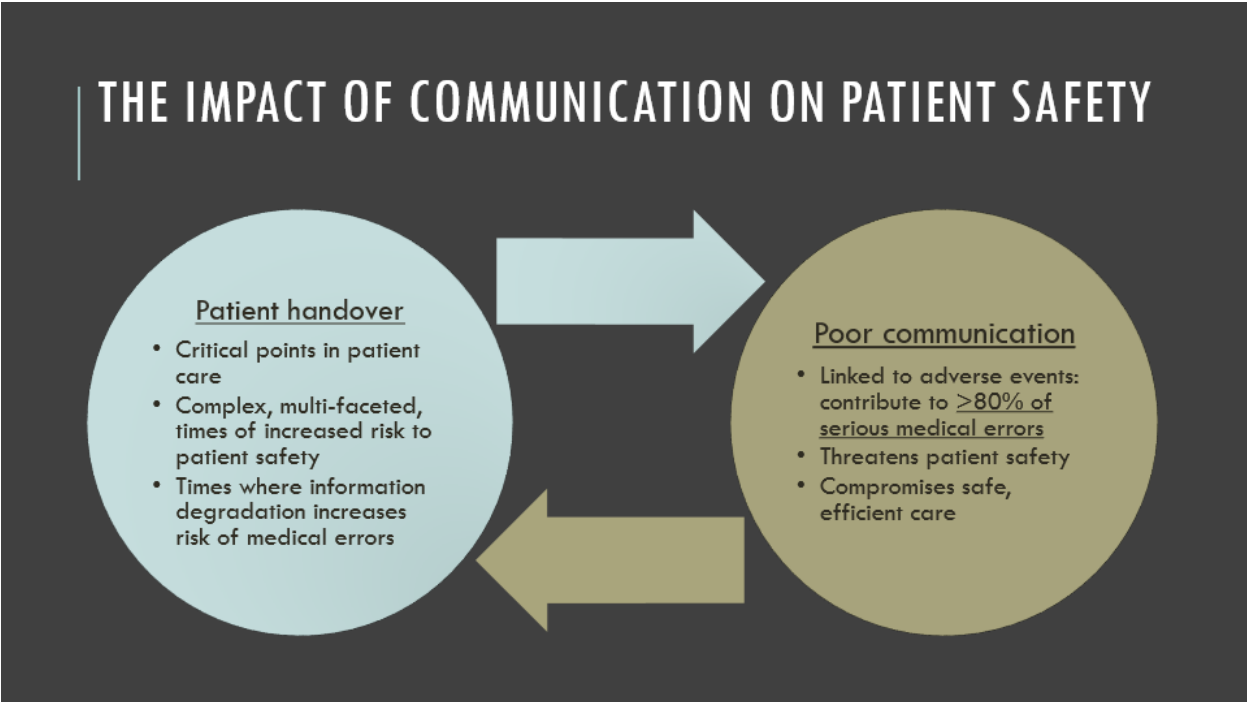 THE IMPACT OF COMMUNICATION ON PATIENT SAFETY
Patient handover
• Critical points in patient
care
• Complex, multi-faceted,
times of increased risk to
patient safety
• Times where information
degradation increases
risk of medical errors
Poor communication
• Linked to adverse events:
contribute to >80% of
serious medical errors
• Threatens patient safety
• Compromises safe,
efficient care